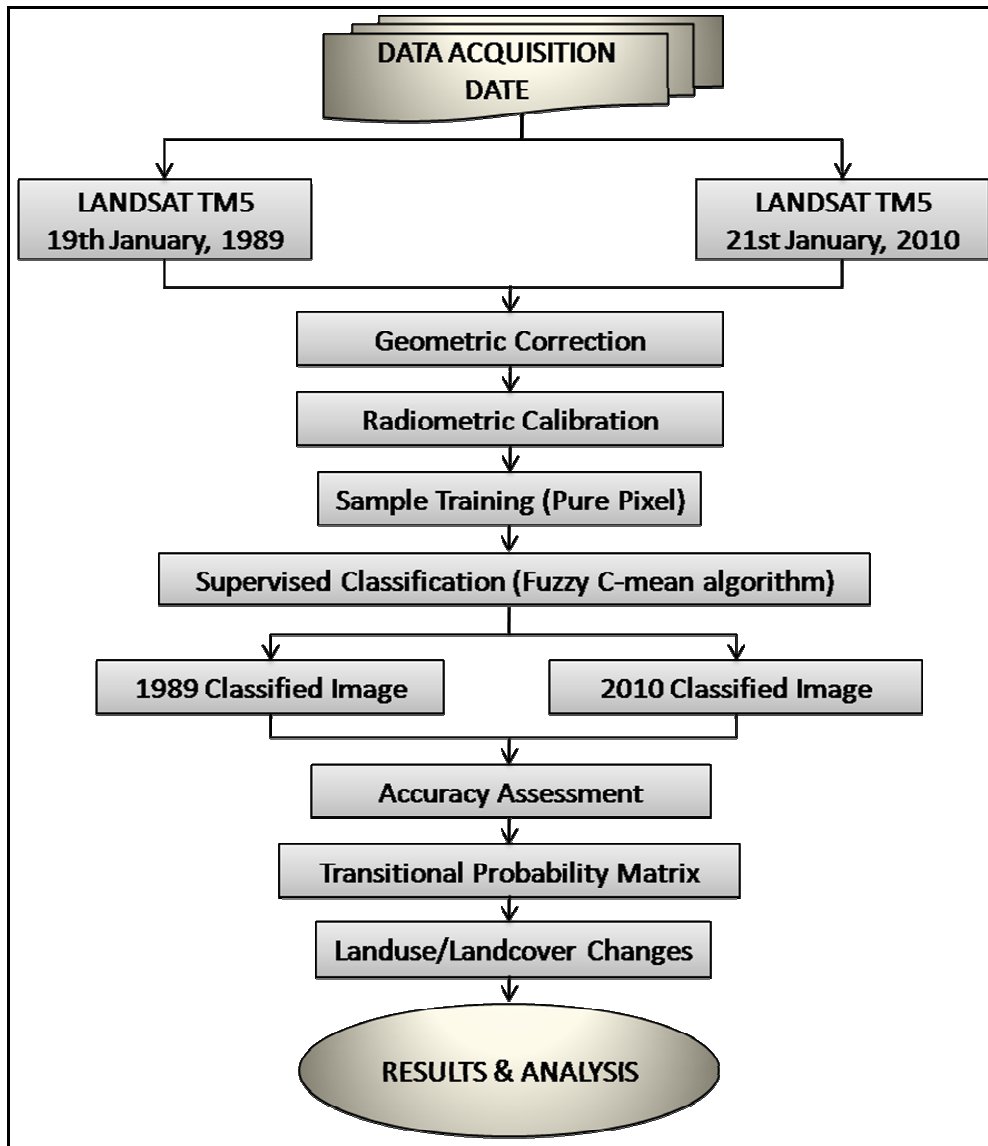 DATA ACQUISITION
DATE
LANDSAT TM5
19th January, 1989
LANDSAT TM5
21st January, 2010
Geometric Correction
Radiometric Calibration
Sample Training (Pure Pixel)
Supervised Classification (Fuzzy C-mean algorithm)
1989 Classified Image
2010 Classified Image
Accuracy Assessment
Transitional Probability Matrix
Landuse/Landcover Changes
RESULTS & ANALYSIS